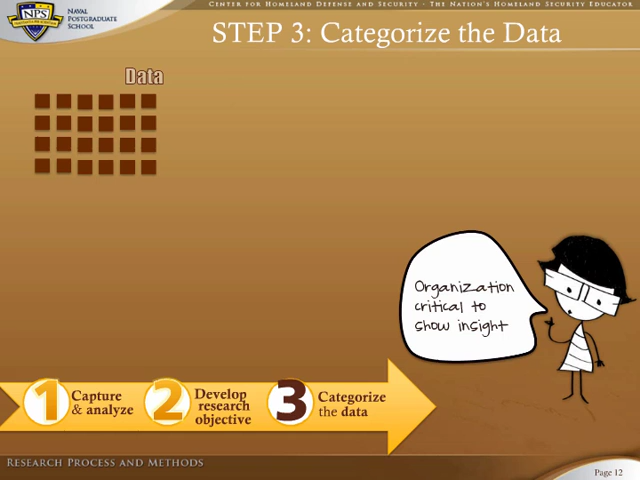 Center for Homeland Defense and Security - The Nation's Homeland Security Educator
NPS
Naval
Postgraduate
School
STEP 3: Categorize the Data
Data
Organization
critical to
show insight
1 Capture
& analyze
2 Develop
research
objective
3 Categorize
the data
Research Process and Methods
Page 12